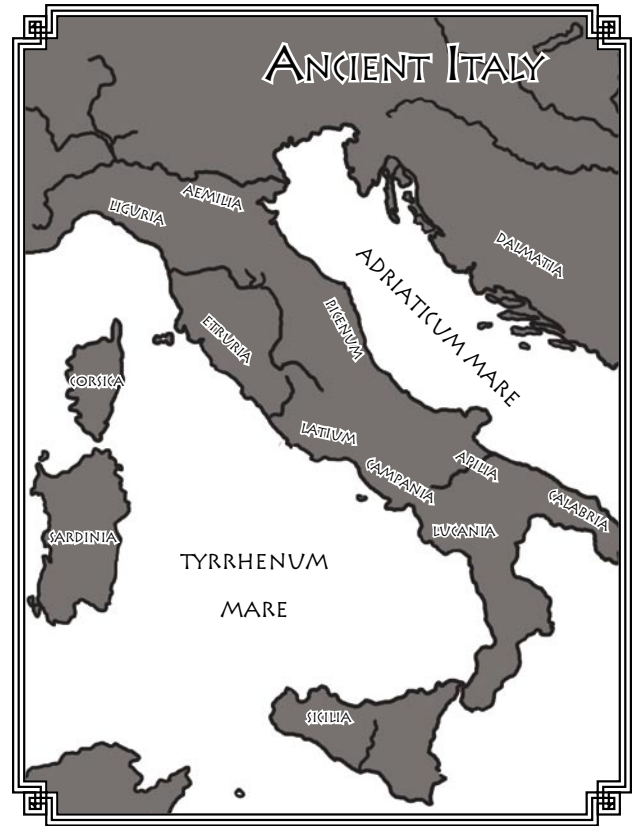 ANCIENT ITALY
AEMILIA
LIGURIA
DALMATIA
ADRIATICUM MARE
PICENUM
ETRURIA
CORSICA
LATIUM
APILIA
CAMPANIA
CALABRIA
LUCANIA
SARDINIA
TYRRHENUM
MARE
SICILIA